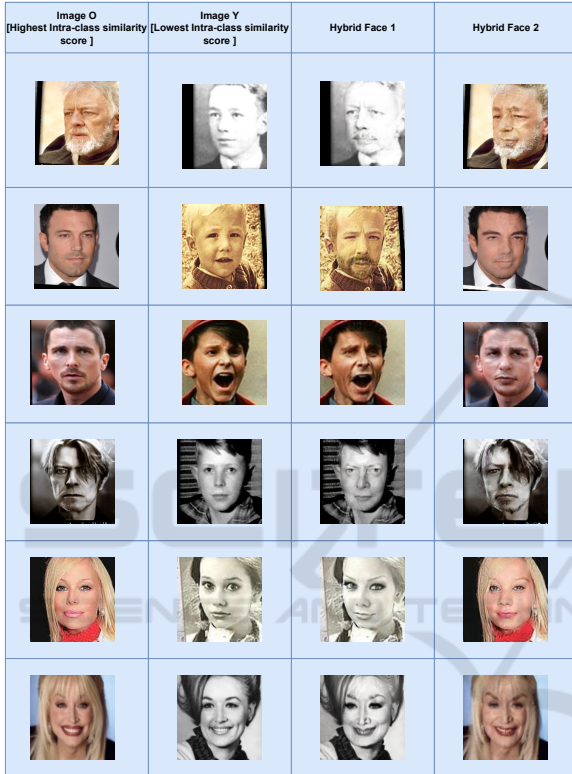 Image O
[Highest Intra-class similarity
score ]
Image Y
[Lowest Intra-class similarity
score ]
Hybrid Face 1
Hybrid Face 2